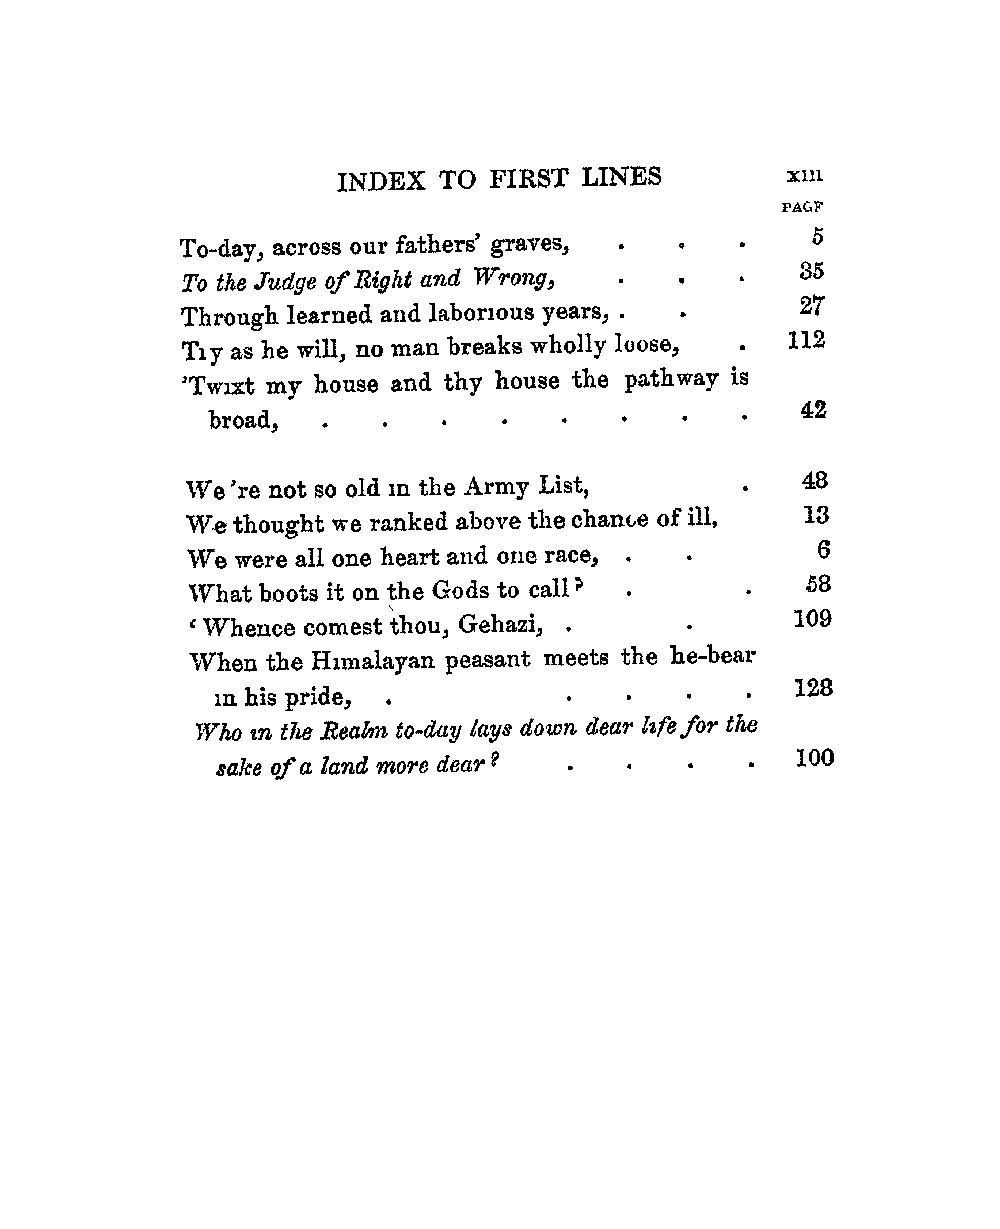 INDEX TO FIRST LINES xiii
PAGE
To-day, across our fathers' graves, . . . 5
To the Judge of Right and Wrong, . . . 35
Through learned and laborious years, . . 27
Try as he will, no man breaks wholly loose, . 112
'Twixt my house and thy house the pathway is
broad, . . . . . . . . 42
We're not so old in the Army List, . 48
We thought we ranked above the chance of ill, 13
We were all one heart and one race, . . 6
What boots it on the Gods to call? . . 58
'Whence comest thou, Gehazi, . . 109
When the Himalayan peasant meets the he-bear
in his pride, . . . . . 128
Who in the Realm to-day lays down dear life for the
sake of a land more dear? . . . . 100